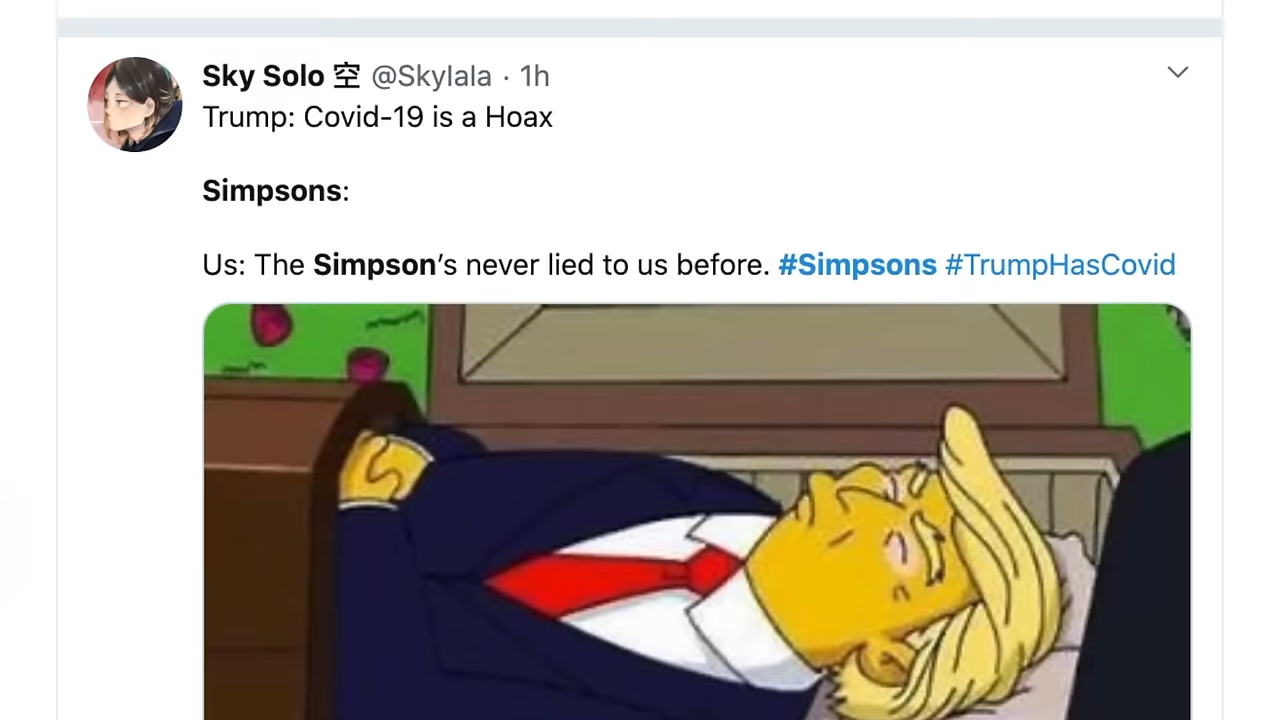 Sky Solo 空 @Skylala · 1h
Trump: Covid-19 is a Hoax
Simpsons:
Us: The Simpson’s never lied to us before. #Simpsons #TrumpHasCovid